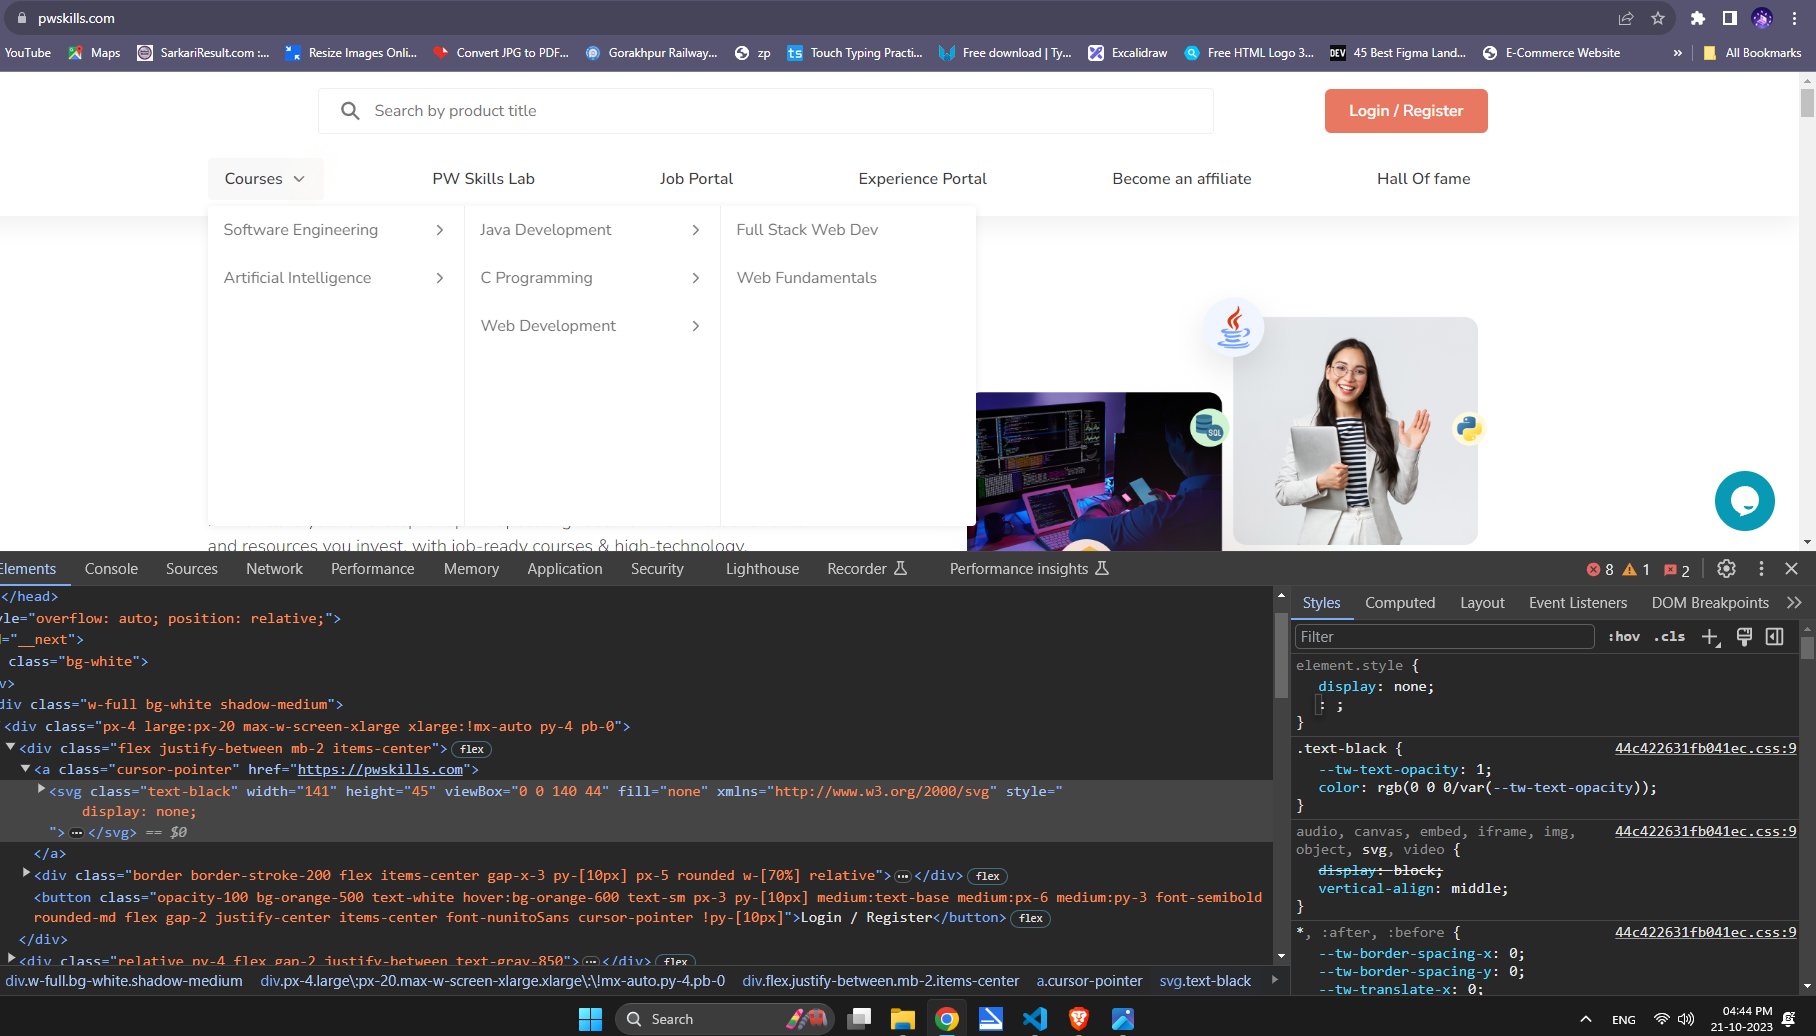 pwskills.com
YouTube Maps SarkariResult.com :... Resize Images Onli... Convert JPG to PDF... Gorakhpur Railway... zp Touch Typing Practi... Free download | Ty... Excalidraw Free HTML Logo 3... 45 Best Figma Land... E-Commerce Website » All Bookmarks
Search by product title
Login / Register
Courses PW Skills Lab Job Portal Experience Portal Become an affiliate Hall Of fame
Software Engineering Java Development Full Stack Web Dev
Artificial Intelligence C Programming Web Fundamentals
Web Development
SQL
and resources you invest, with job-ready courses & high-technology.
Elements Console Sources Network Performance Memory Application Security Lighthouse Recorder Performance insights 8 1 2
</head>
yle="overflow: auto; position: relative;">
="__next">
class="bg-white">
v>
div class="w-full bg-white shadow-medium">
<div class="px-4 large:px-20 max-w-screen-xlarge xlarge:!mx-auto py-4 pb-0">
<div class="flex justify-between mb-2 items-center"> flex
<a class="cursor-pointer" href="https://pwskills.com">
<svg class="text-black" width="141" height="45" viewBox="0 0 140 44" fill="none" xmlns="http://www.w3.org/2000/svg" style="
display: none;
"> ⋯ </svg> == $0
</a>
<div class="border border-stroke-200 flex items-center gap-x-3 py-[10px] px-5 rounded w-[70%] relative"> ⋯ </div> flex
<button class="opacity-100 bg-orange-500 text-white hover:bg-orange-600 text-sm px-3 py-[10px] medium:text-base medium:px-6 medium:py-3 font-semibold
rounded-md flex gap-2 justify-center items-center font-nunitoSans cursor-pointer !py-[10px]">Login / Register</button> flex
</div>
<div class="relative py-4 flex gap-2 justify-between text-gray-850"> ⋯ </div> flex
div.w-full.bg-white.shadow-medium div.px-4.large\:px-20.max-w-screen-xlarge.xlarge\:\!mx-auto.py-4.pb-0 div.flex.justify-between.mb-2.items-center a.cursor-pointer svg.text-black
Styles Computed Layout Event Listeners DOM Breakpoints
Filter :hov .cls
element.style {
display: none;
: ;
}
.text-black { 44c422631fb041ec.css:9
--tw-text-opacity: 1;
color: rgb(0 0 0/var(--tw-text-opacity));
}
audio, canvas, embed, iframe, img, 44c422631fb041ec.css:9
object, svg, video {
display: block;
vertical-align: middle;
}
*, :after, :before { 44c422631fb041ec.css:9
--tw-border-spacing-x: 0;
--tw-border-spacing-y: 0;
--tw-translate-x: 0;
Search
ENG
04:44 PM
21-10-2023